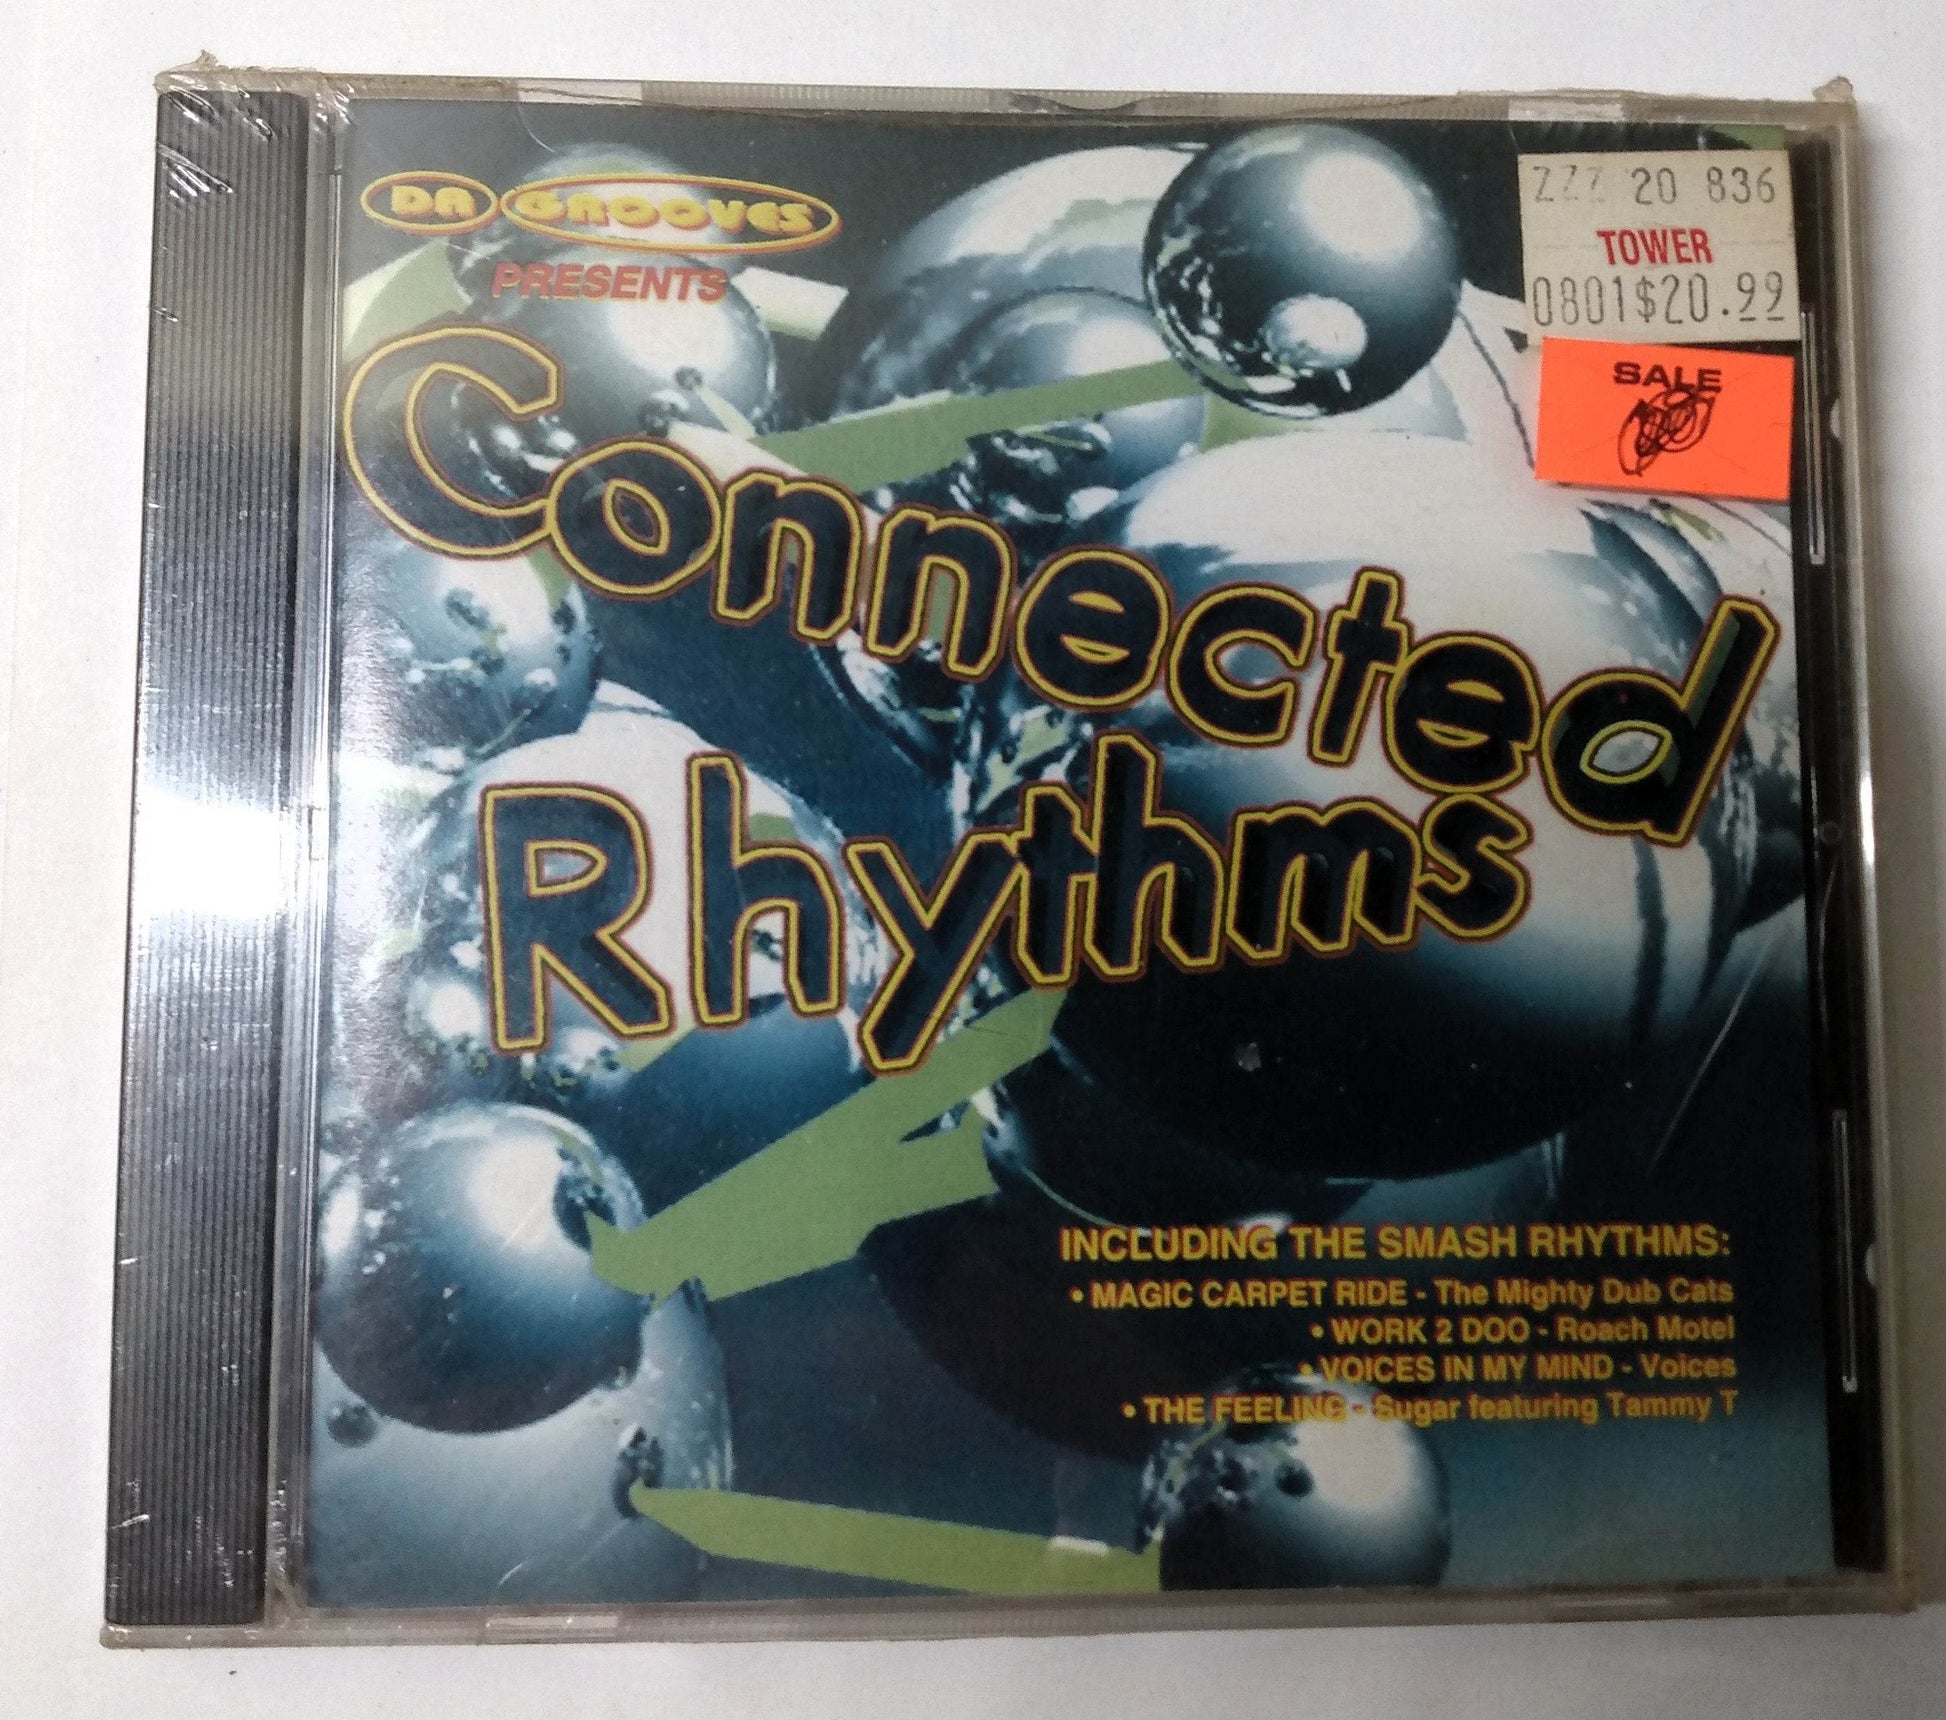 DA GROOVES
PRESENTS
Connected
Rhythms
ZZZ 20 836
TOWER
0801$20.99
SALE
INCLUDING THE SMASH RHYTHMS:
• MAGIC CARPET RIDE - The Mighty Dub Cats
• WORK 2 DOO - Roach Motel
• VOICES IN MY MIND - Voices
• THE FEELING - Sugar featuring Tammy T